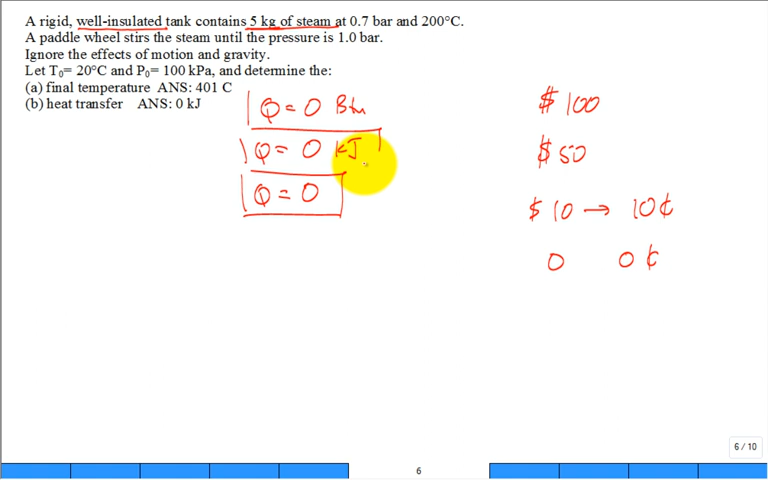 A rigid, well-insulated tank contains 5 kg of steam at 0.7 bar and 200°C.
A paddle wheel stirs the steam until the pressure is 1.0 bar.
Ignore the effects of motion and gravity.
Let T₀= 20°C and P₀= 100 kPa, and determine the:
(a) final temperature ANS: 401 C
(b) heat transfer ANS: 0 kJ
Q = 0 Btu
$ 100
Q = 0 kJ
$ 50
Q = 0
$ 10 → 10¢
0 0¢
6 / 10
6